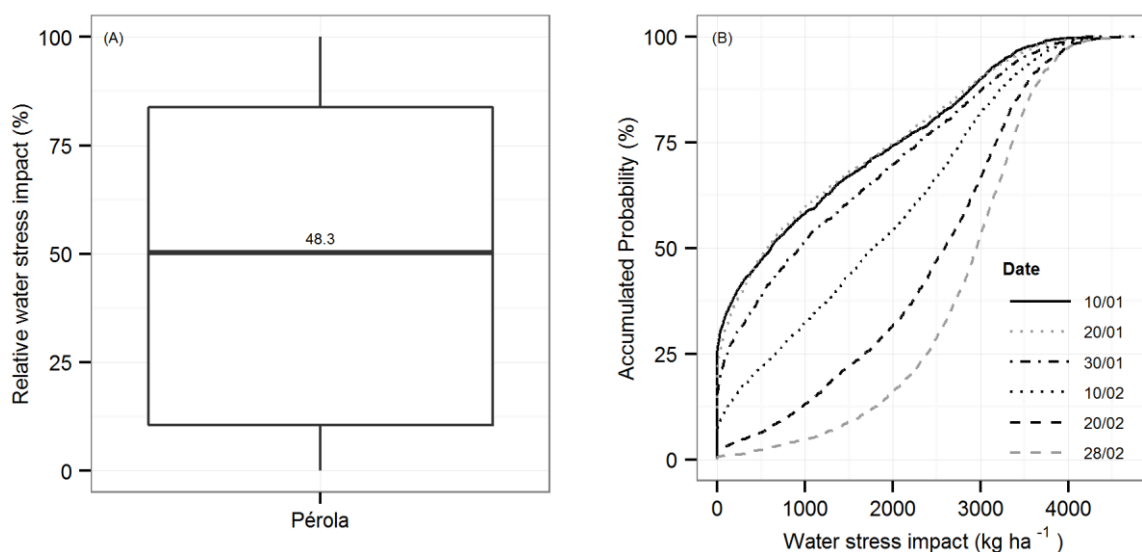 (A)
Relative water stress impact (%)
100
75
50
25
0
48.3
Pérola
(B)
Accumulated Probability (%)
100
75
50
25
0
0 1000 2000 3000 4000
Water stress impact (kg ha ⁻¹)
Date
10/01
20/01
30/01
10/02
20/02
28/02